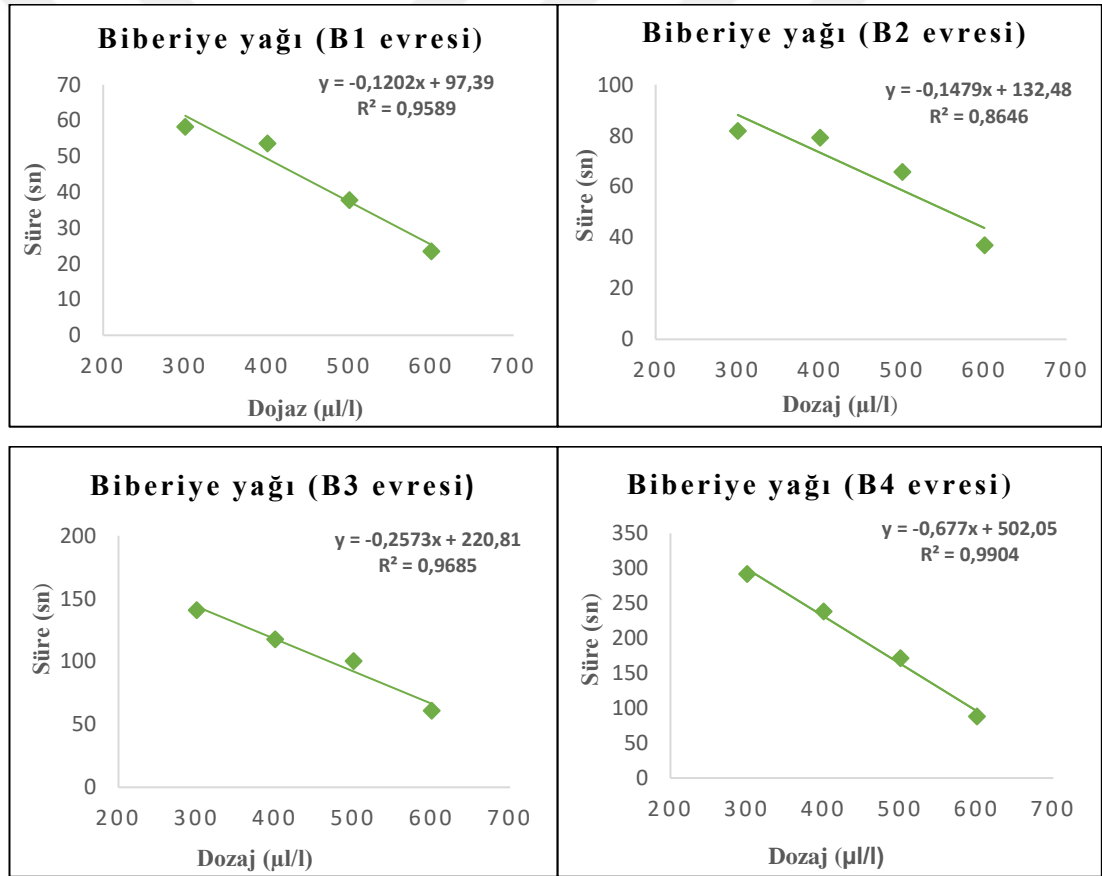 Biberiye yağı (B1 evresi)
y = -0,1202x + 97,39
R² = 0,9589
Süre (sn)
70
60
50
40
30
20
10
0
200 300 400 500 600 700
Dojaz (µl/l)
Biberiye yağı (B2 evresi)
y = -0,1479x + 132,48
R² = 0,8646
Süre (sn)
100
80
60
40
20
0
200 300 400 500 600 700
Dozaj (µl/l)
Biberiye yağı (B3 evresi)
y = -0,2573x + 220,81
R² = 0,9685
Süre (sn)
200
150
100
50
0
200 300 400 500 600 700
Dozaj (µl/l)
Biberiye yağı (B4 evresi)
y = -0,677x + 502,05
R² = 0,9904
Süre (sn)
350
300
250
200
150
100
50
0
200 300 400 500 600 700
Dozaj (µl/l)